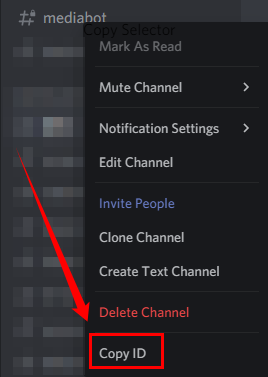 mediabot
Copy Selector
Mark As Read
Mute Channel
Notification Settings
Edit Channel
Invite People
Clone Channel
Create Text Channel
Delete Channel
Copy ID